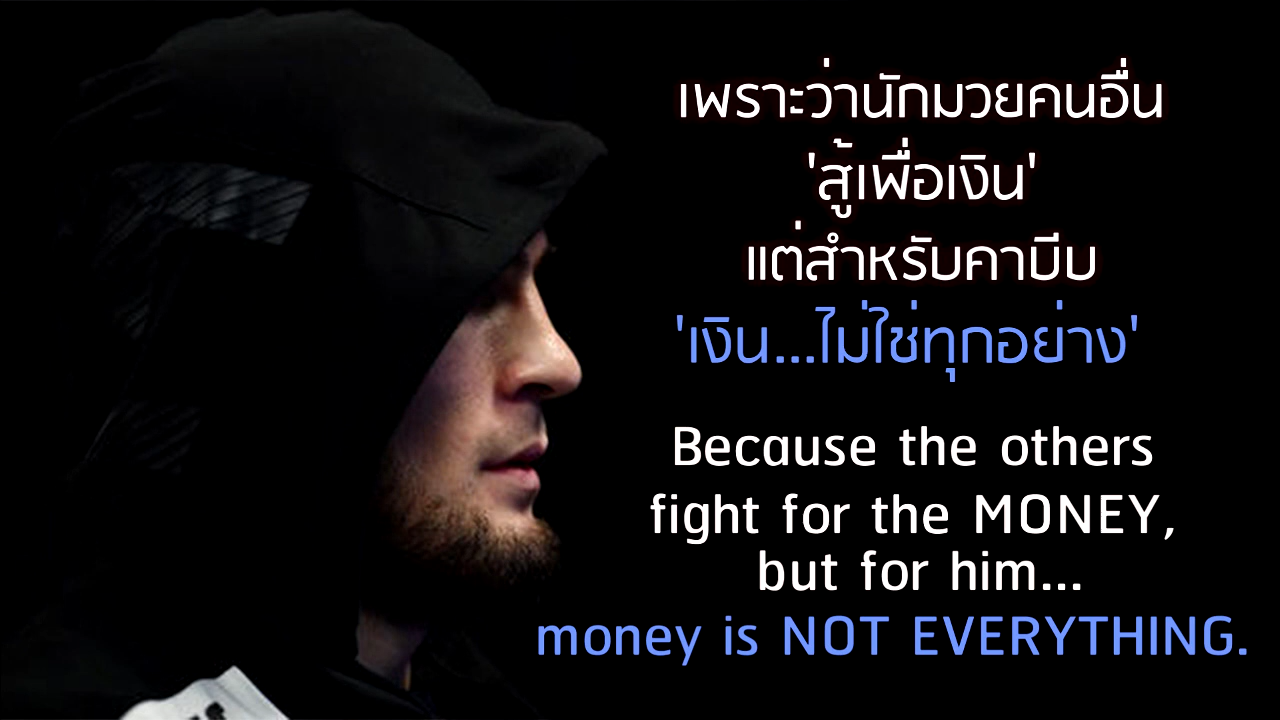 เพราะว่านักมวยคนอื่น
'สู้เพื่อเงิน'
แต่สำหรับคาบีบ
'เงิน...ไม่ใช่ทุกอย่าง'
Because the others
fight for the MONEY,
but for him...
money is NOT EVERYTHING.